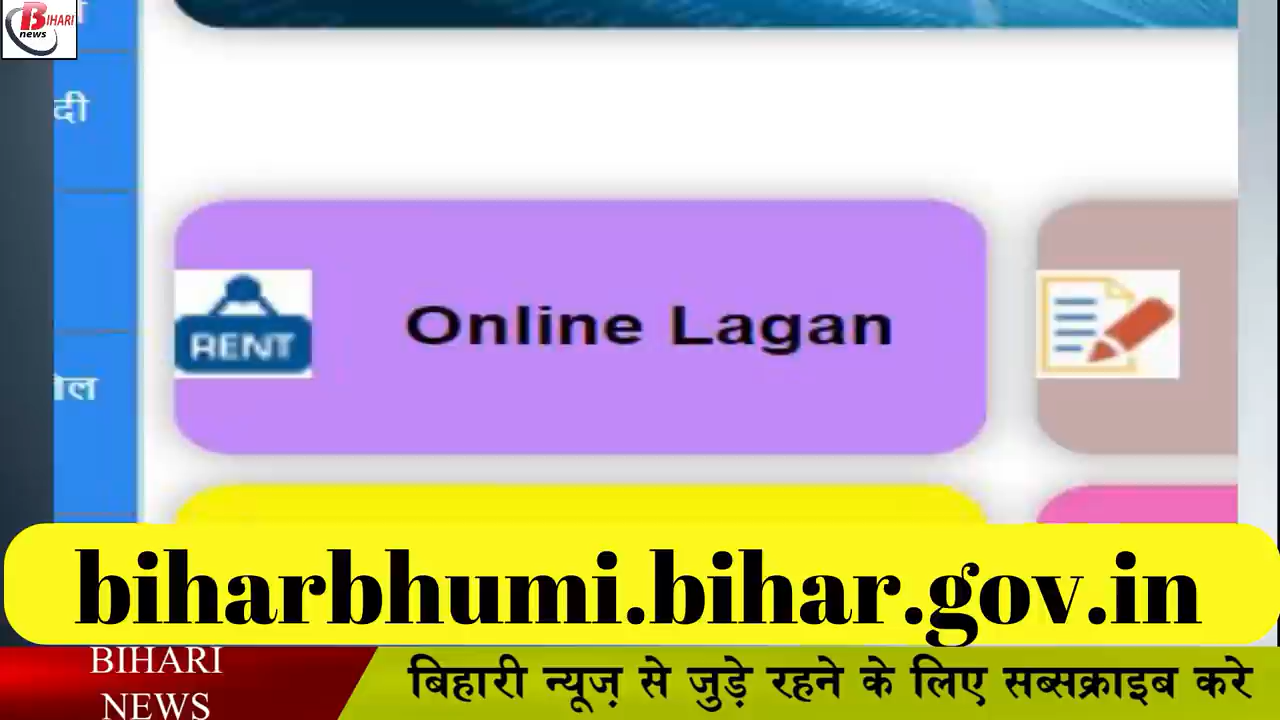 BIHARI
news
दी
RENT
Online Lagan
biharbhumi.bihar.gov.in
BIHARI
NEWS
बिहारी न्यूज़ से जुड़े रहने के लिए सब्सक्राइब करे